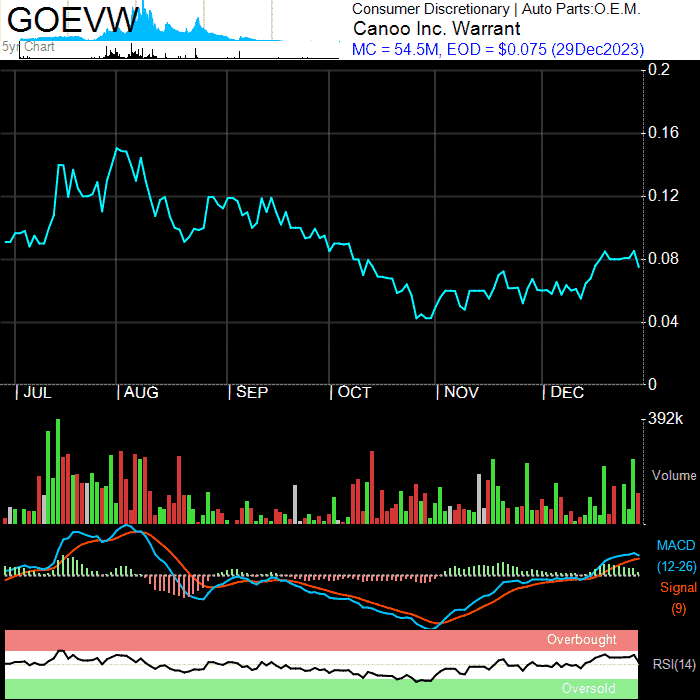 GOEVW
5yr Chart
Consumer Discretionary | Auto Parts:O.E.M.
Canoo Inc. Warrant
MC = 54.5M, EOD = $0.075 (29Dec2023)
0.2
0.16
0.12
0.08
0.04
0
| JUL | AUG | SEP | OCT | NOV | DEC
392k
Volume
MACD
(12-26)
Signal
(9)
Overbought
RSI(14)
Oversold